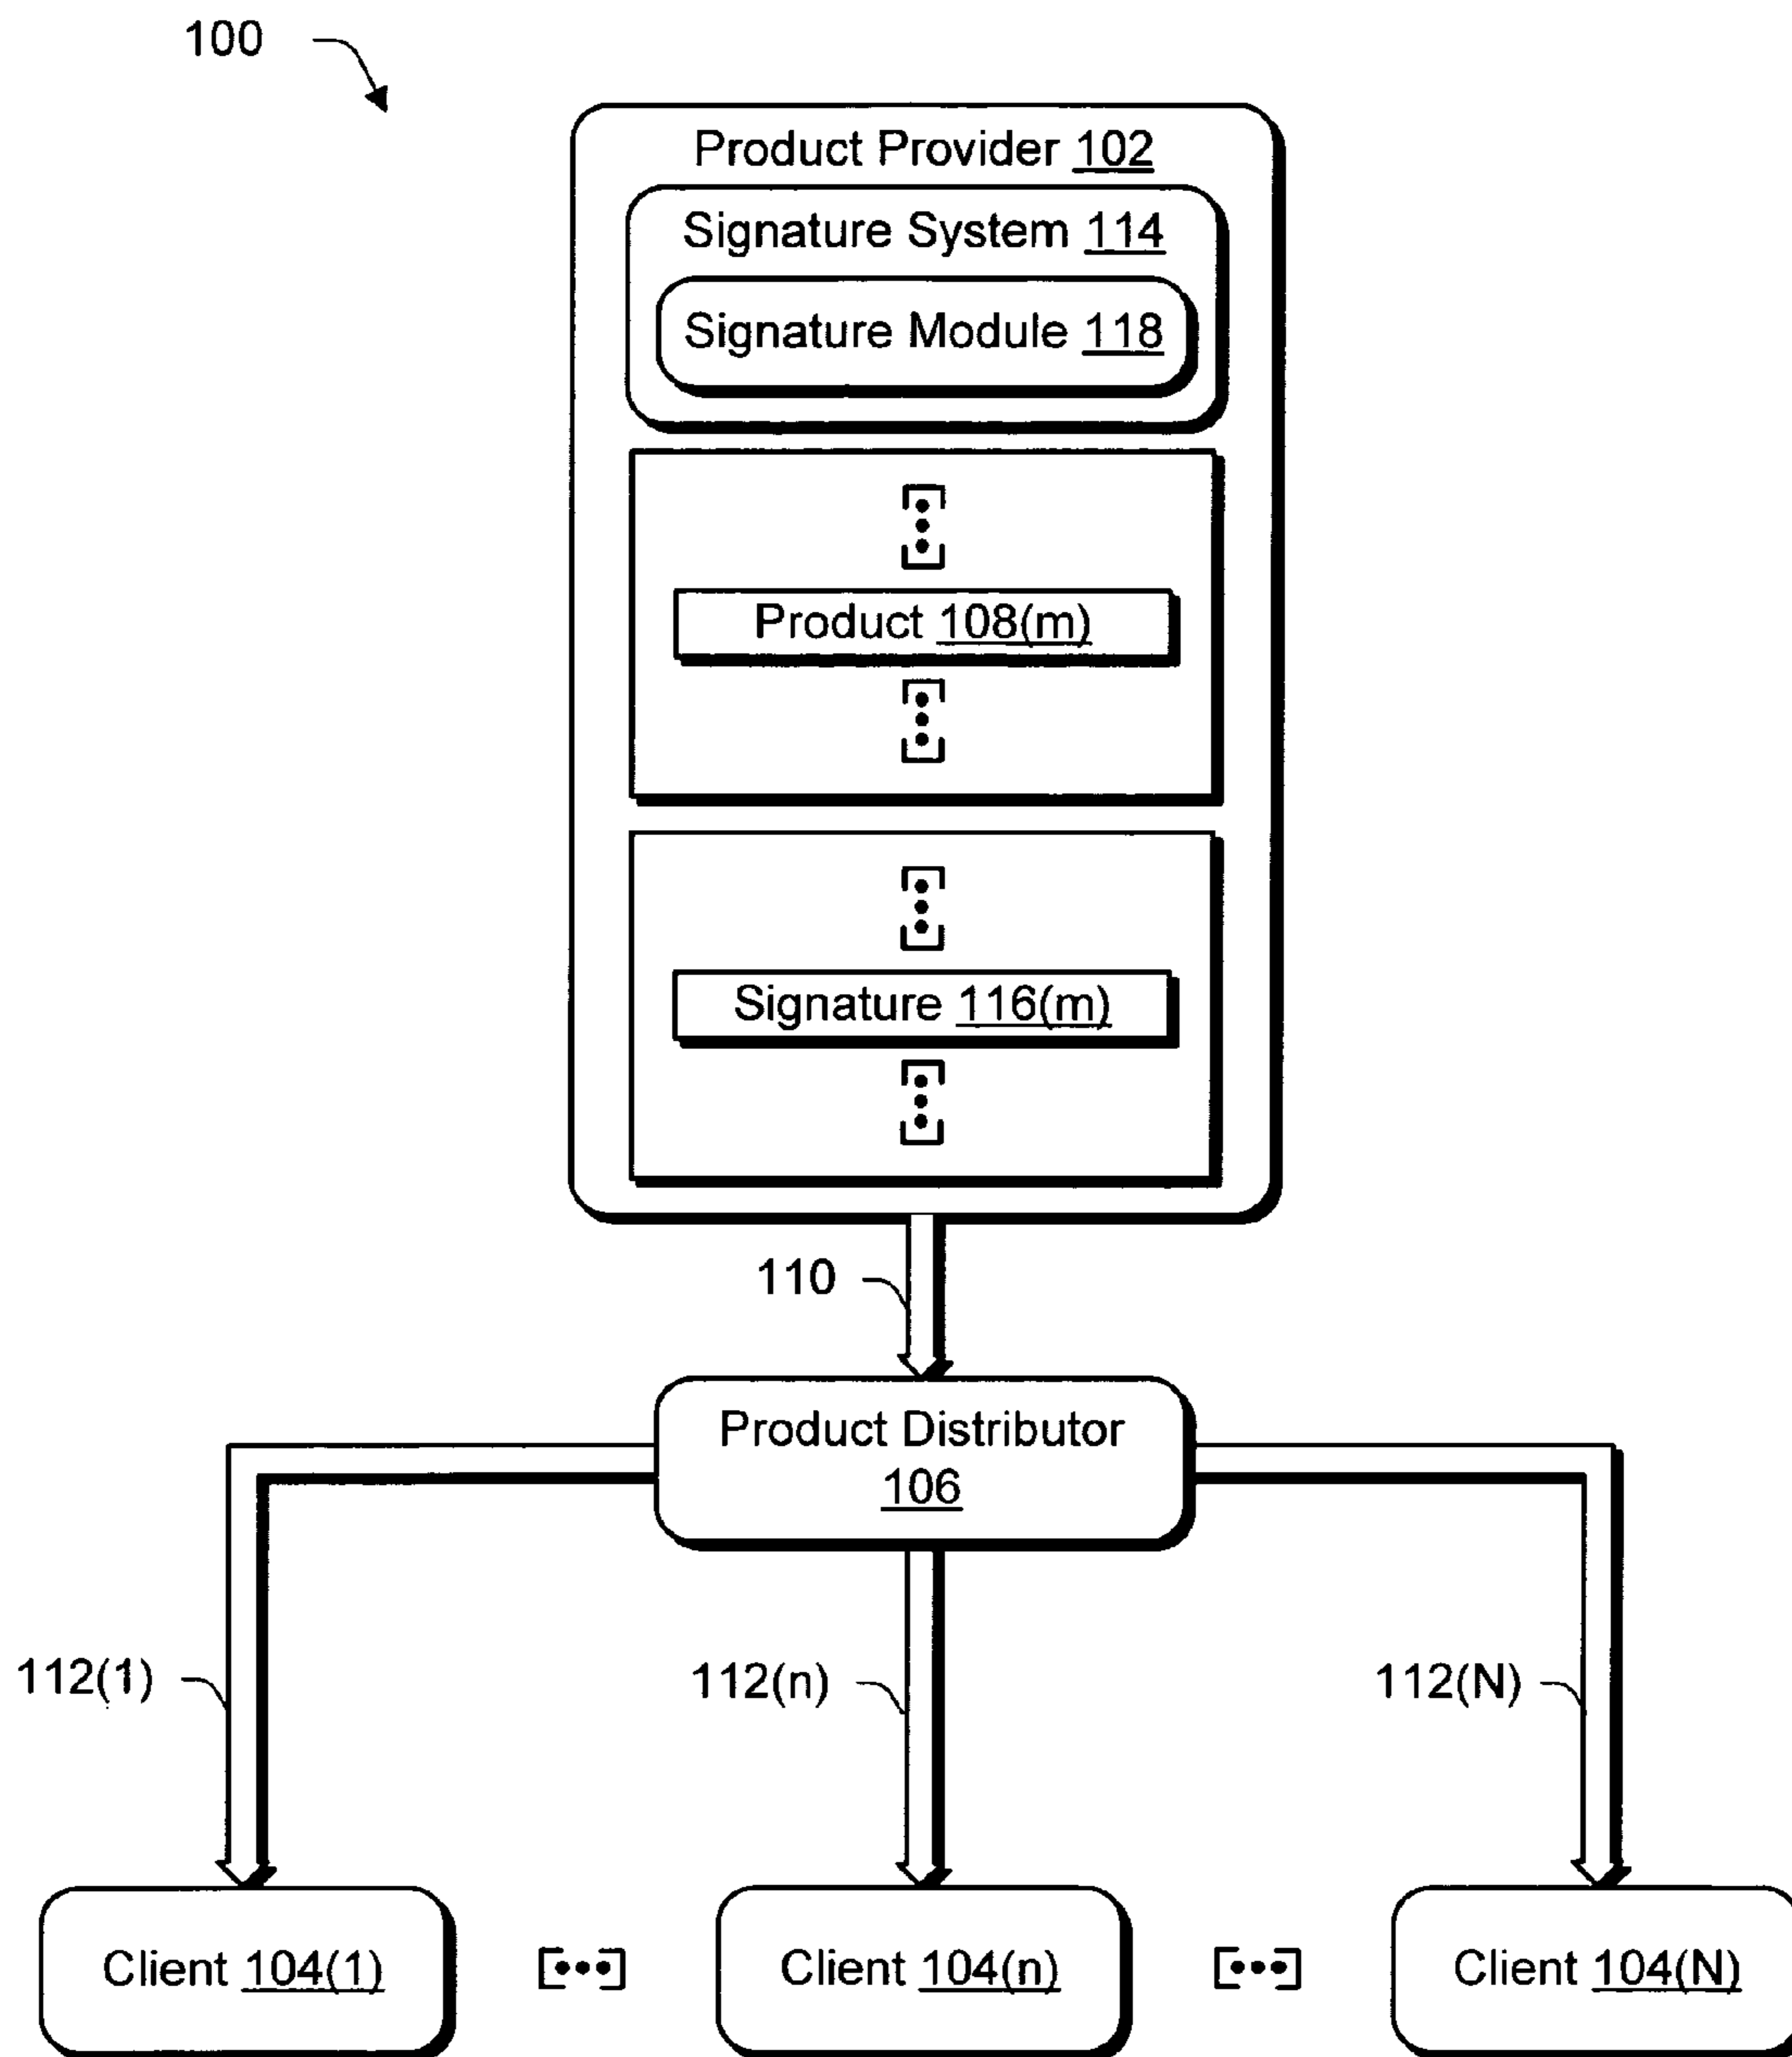 100
Product Provider 102
Signature System 114
Signature Module 118
Product 108(m)
Signature 116(m)
110
Product Distributor
106
112(1)
112(n)
112(N)
Client 104(1)
Client 104(n)
Client 104(N)